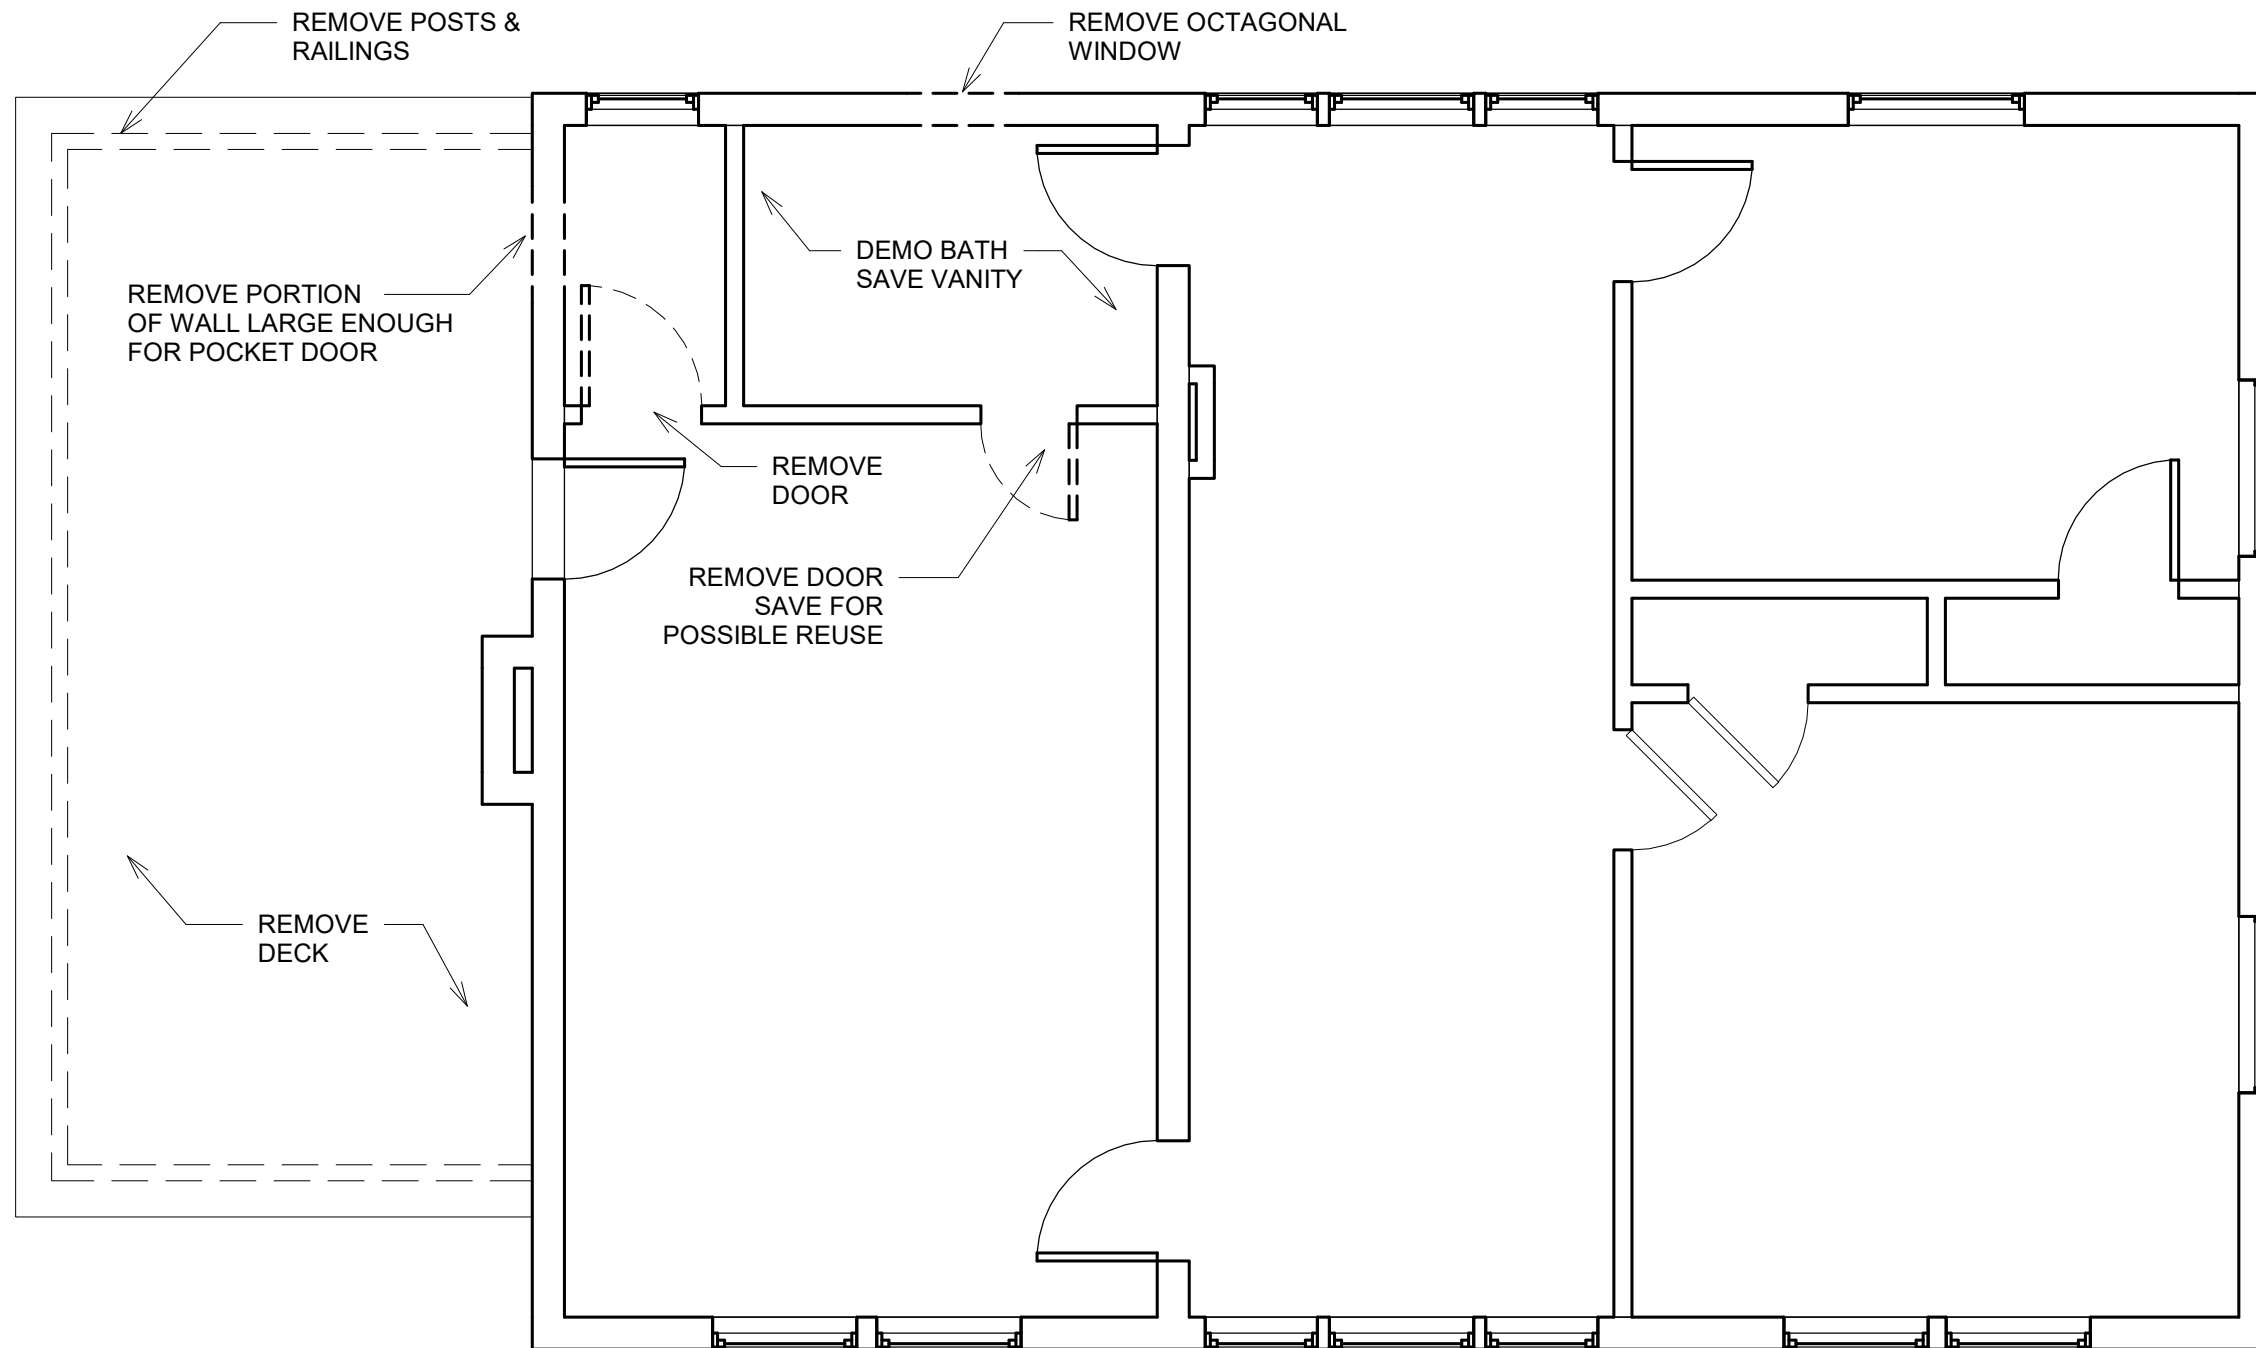 REMOVE POSTS &
RAILINGS
REMOVE OCTAGONAL
WINDOW
DEMO BATH
SAVE VANITY
REMOVE PORTION
OF WALL LARGE ENOUGH
FOR POCKET DOOR
REMOVE
DOOR
REMOVE DOOR
SAVE FOR
POSSIBLE REUSE
REMOVE
DECK